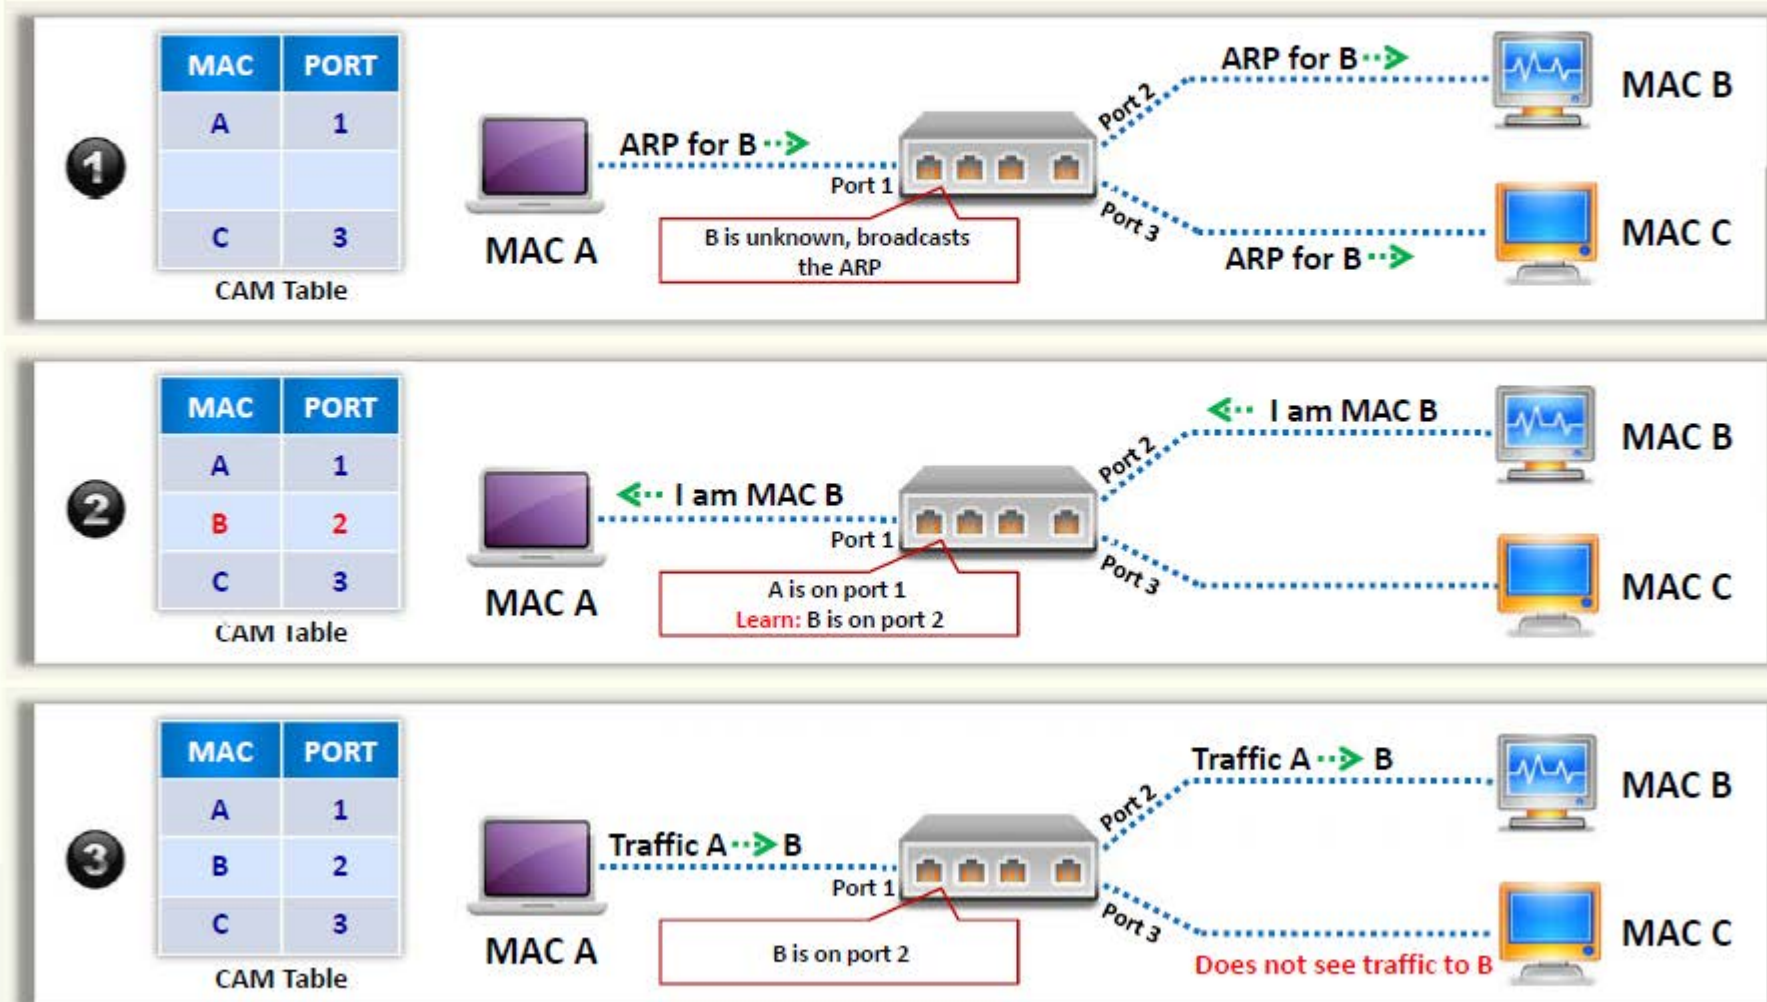 1
MAC PORT
A 1
C 3
CAM Table
MAC A
ARP for B
Port 1
B is unknown, broadcasts
the ARP
Port 2
ARP for B
MAC B
Port 3
ARP for B
MAC C
2
MAC PORT
A 1
B 2
C 3
CAM Table
MAC A
I am MAC B
Port 1
A is on port 1
Learn: B is on port 2
Port 2
I am MAC B
MAC B
Port 3
MAC C
3
MAC PORT
A 1
B 2
C 3
CAM Table
MAC A
Traffic A B
Port 1
B is on port 2
Port 2
Traffic A B
MAC B
Port 3
Does not see traffic to B
MAC C